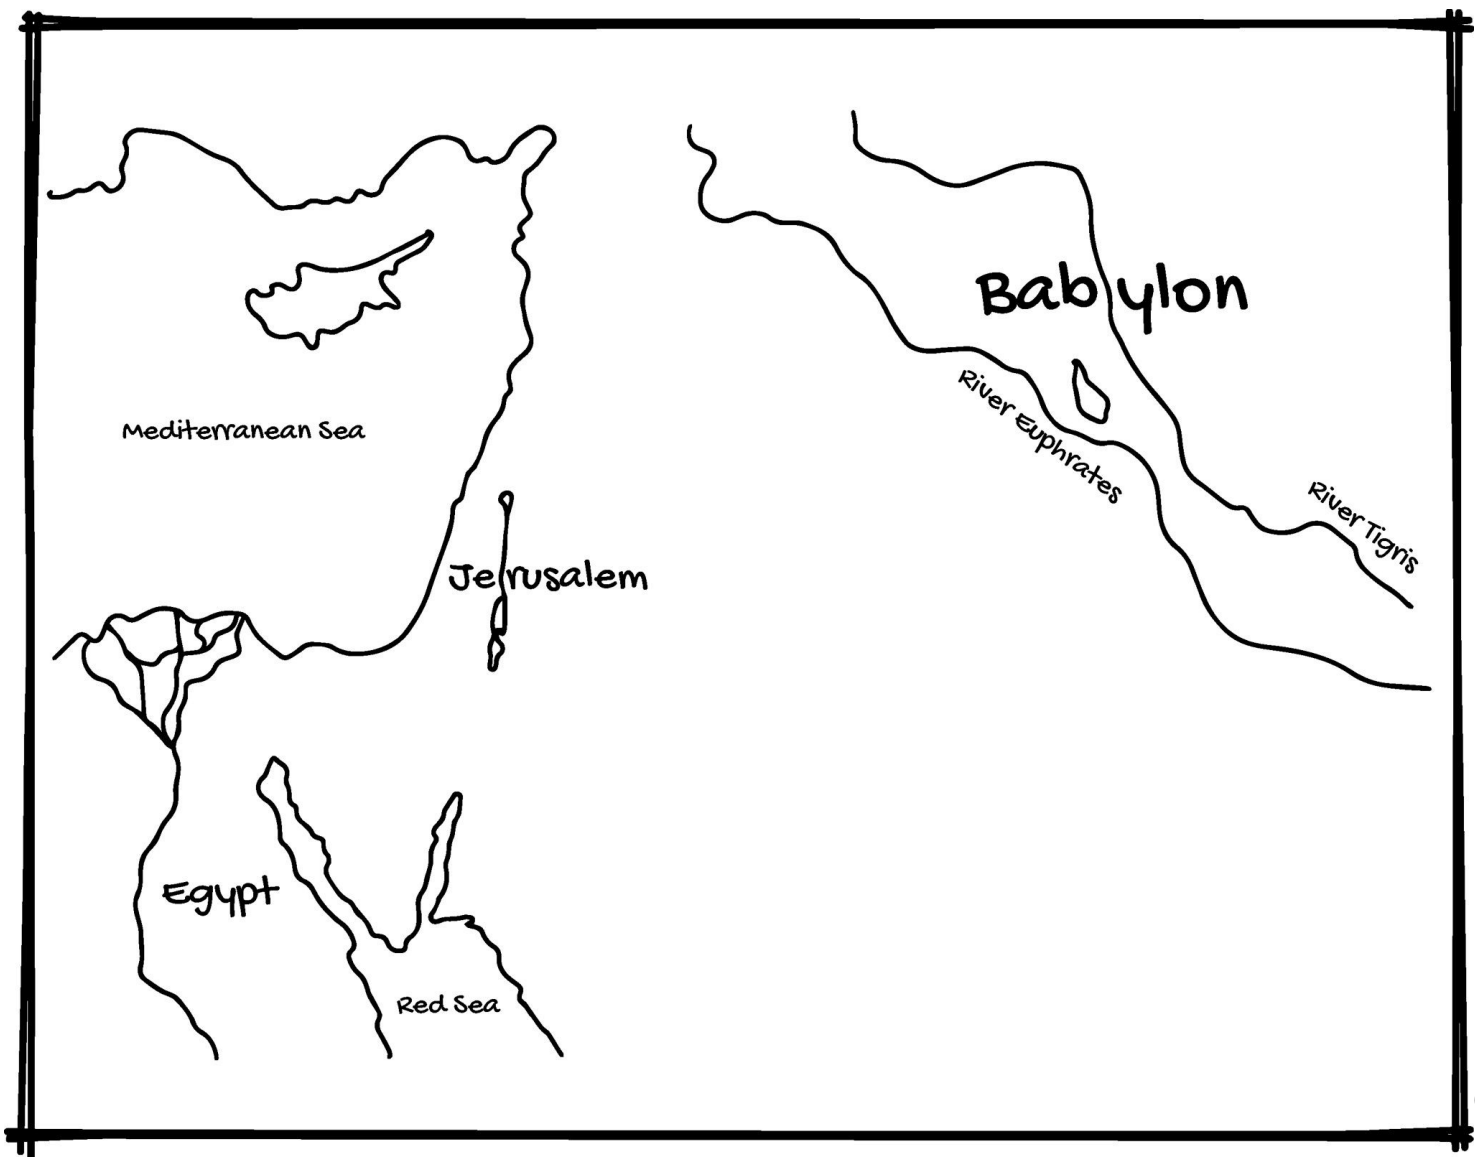 Babylon
River Euphrates
Mediterranean Sea
River Tigris
Jerusalem
Egypt
Red Sea